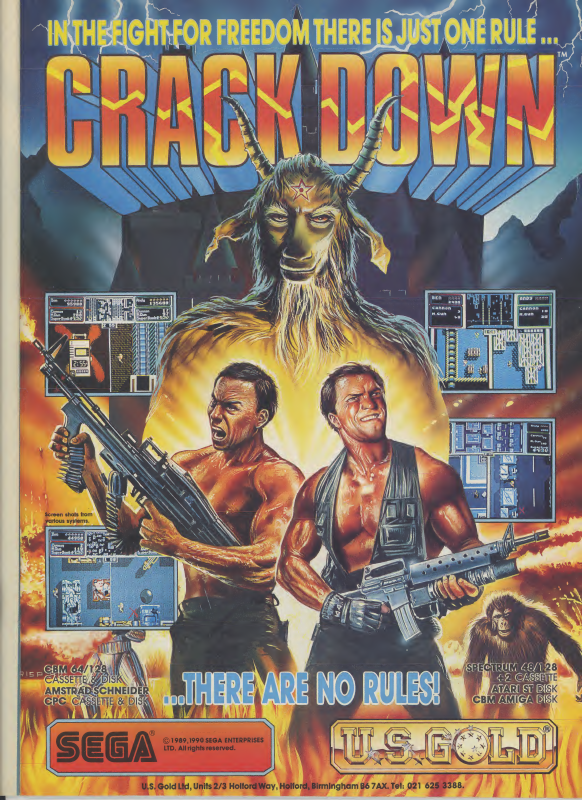 IN THE FIGHT FOR FREEDOM THERE IS JUST ONE RULE...
CRACK DOWN™
Screen shots from
various systems.
CBM 64/128
CASSETTE & DISK
AMSTRAD SCHNEIDER
CPC CASSETTE & DISK
...THERE ARE NO RULES!
SPECTRUM 48/128
+2 CASSETTE
ATARI ST DISK
CBM AMIGA DISK
SEGA®
©1989, 1990 SEGA ENTERPRISES
LTD. All rights reserved.
U.S. GOLD®
U.S. Gold Ltd, Units 2/3 Holford Way, Holford, Birmingham B6 7AX. Tel: 021 625 3388.